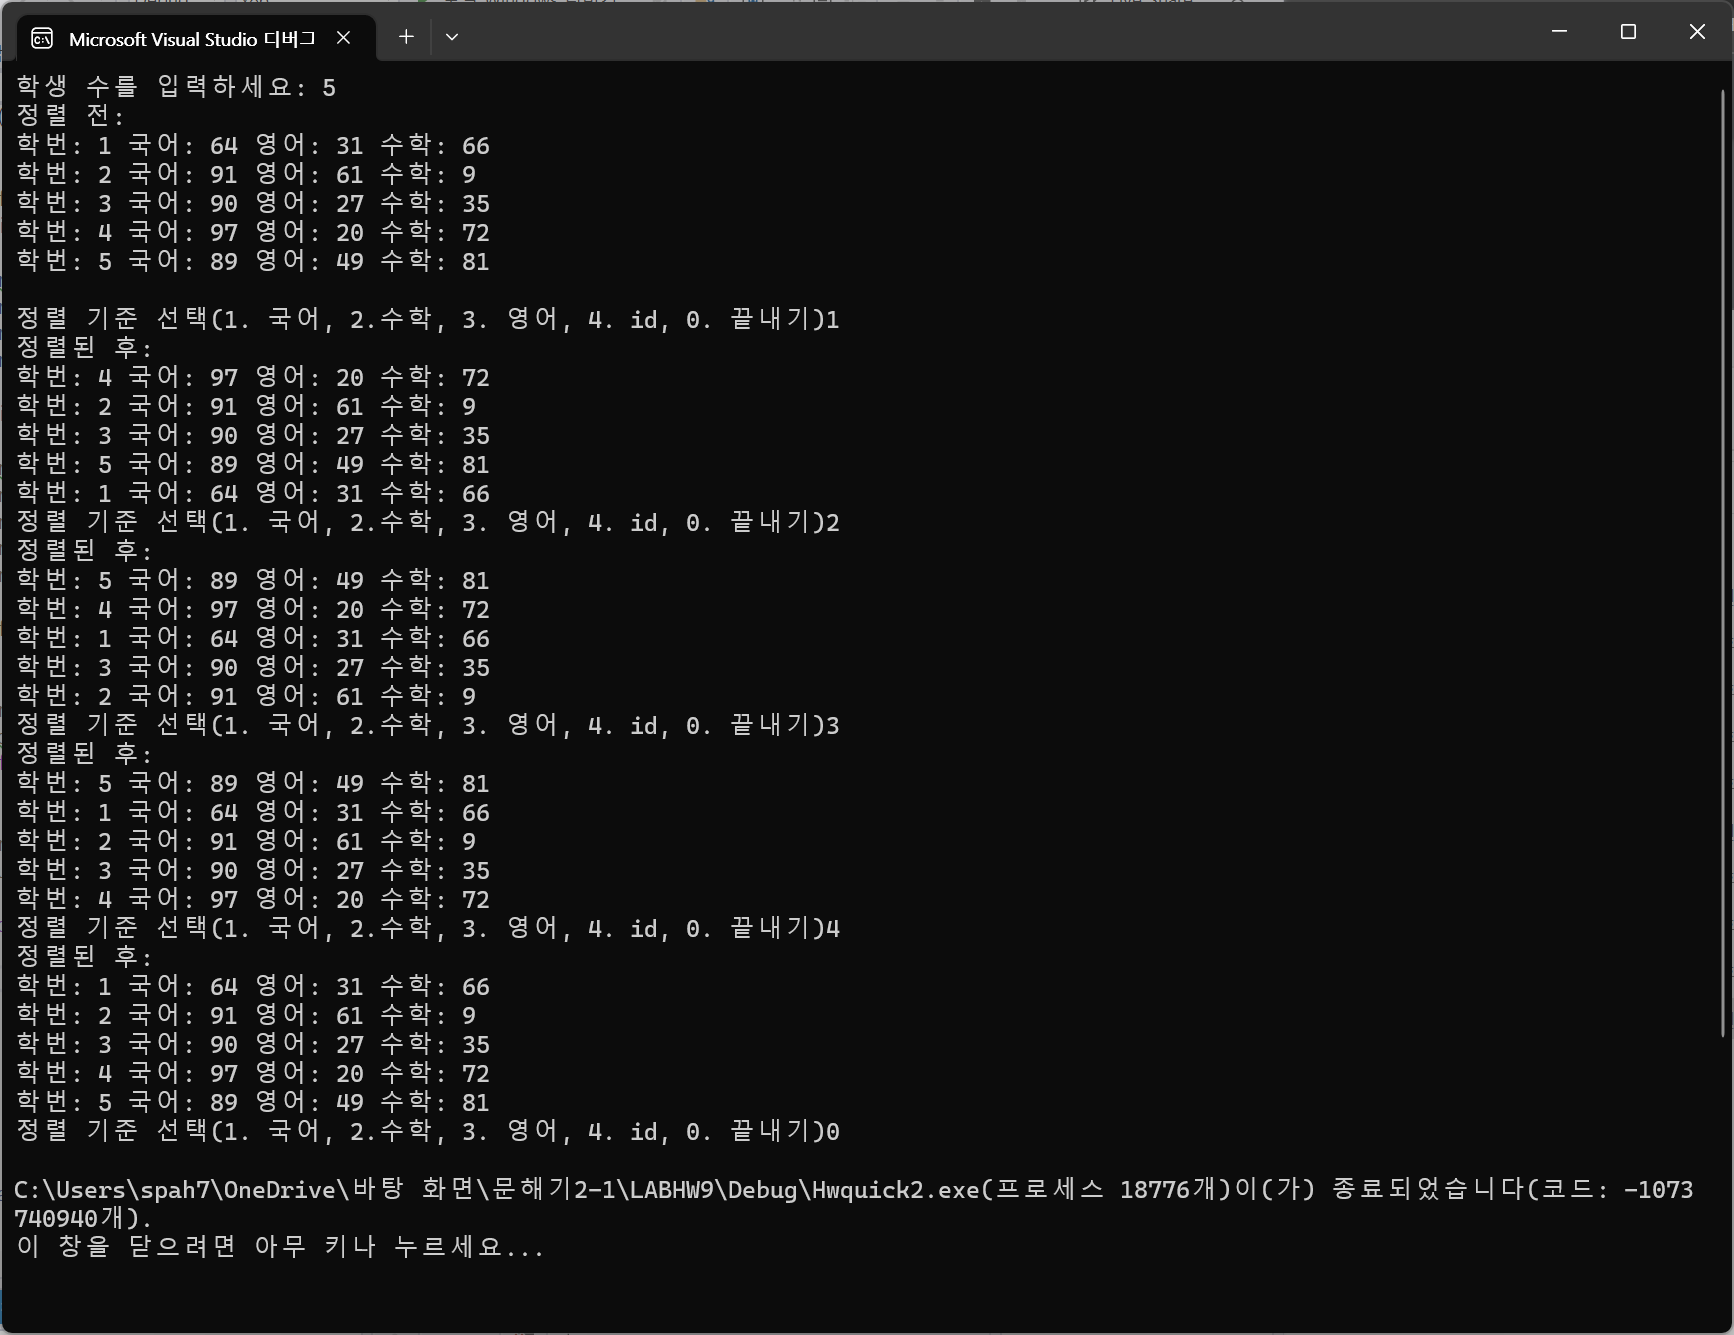 Microsoft Visual Studio 디버그
학생 수를 입력하세요: 5
정렬 전:
학번: 1 국어: 64 영어: 31 수학: 66
학번: 2 국어: 91 영어: 61 수학: 9
학번: 3 국어: 90 영어: 27 수학: 35
학번: 4 국어: 97 영어: 20 수학: 72
학번: 5 국어: 89 영어: 49 수학: 81
정렬 기준 선택(1. 국어, 2.수학, 3. 영어, 4. id, 0. 끝내기)1
정렬된 후:
학번: 4 국어: 97 영어: 20 수학: 72
학번: 2 국어: 91 영어: 61 수학: 9
학번: 3 국어: 90 영어: 27 수학: 35
학번: 5 국어: 89 영어: 49 수학: 81
학번: 1 국어: 64 영어: 31 수학: 66
정렬 기준 선택(1. 국어, 2.수학, 3. 영어, 4. id, 0. 끝내기)2
정렬된 후:
학번: 5 국어: 89 영어: 49 수학: 81
학번: 4 국어: 97 영어: 20 수학: 72
학번: 1 국어: 64 영어: 31 수학: 66
학번: 3 국어: 90 영어: 27 수학: 35
학번: 2 국어: 91 영어: 61 수학: 9
정렬 기준 선택(1. 국어, 2.수학, 3. 영어, 4. id, 0. 끝내기)3
정렬된 후:
학번: 5 국어: 89 영어: 49 수학: 81
학번: 1 국어: 64 영어: 31 수학: 66
학번: 2 국어: 91 영어: 61 수학: 9
학번: 3 국어: 90 영어: 27 수학: 35
학번: 4 국어: 97 영어: 20 수학: 72
정렬 기준 선택(1. 국어, 2.수학, 3. 영어, 4. id, 0. 끝내기)4
정렬된 후:
학번: 1 국어: 64 영어: 31 수학: 66
학번: 2 국어: 91 영어: 61 수학: 9
학번: 3 국어: 90 영어: 27 수학: 35
학번: 4 국어: 97 영어: 20 수학: 72
학번: 5 국어: 89 영어: 49 수학: 81
정렬 기준 선택(1. 국어, 2.수학, 3. 영어, 4. id, 0. 끝내기)0
C:\Users\spah7\OneDrive\바탕 화면\문해기2-1\LABHW9\Debug\Hwquick2.exe(프로세스 18776개)이(가) 종료되었습니다(코드: -1073
740940개).
이 창을 닫으려면 아무 키나 누르세요...